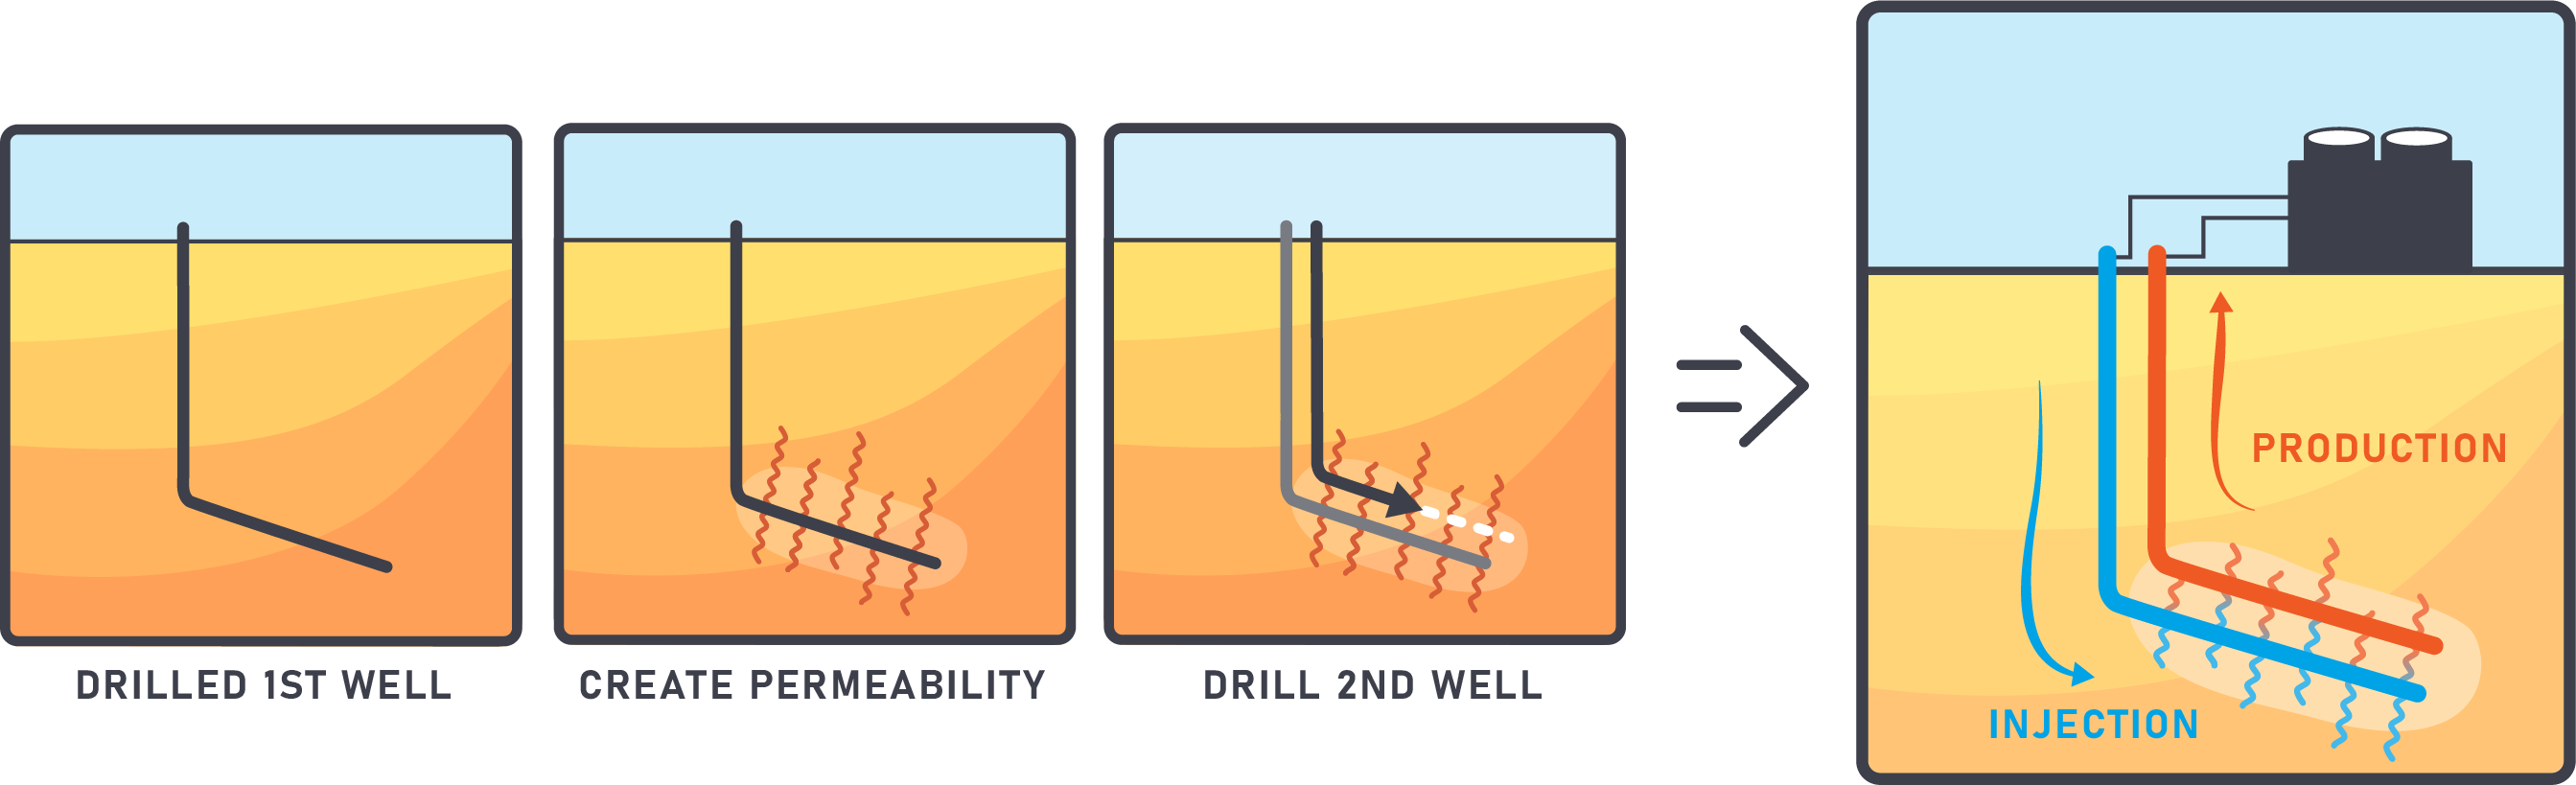 DRILLED 1ST WELL
CREATE PERMEABILITY
DRILL 2ND WELL
PRODUCTION
INJECTION